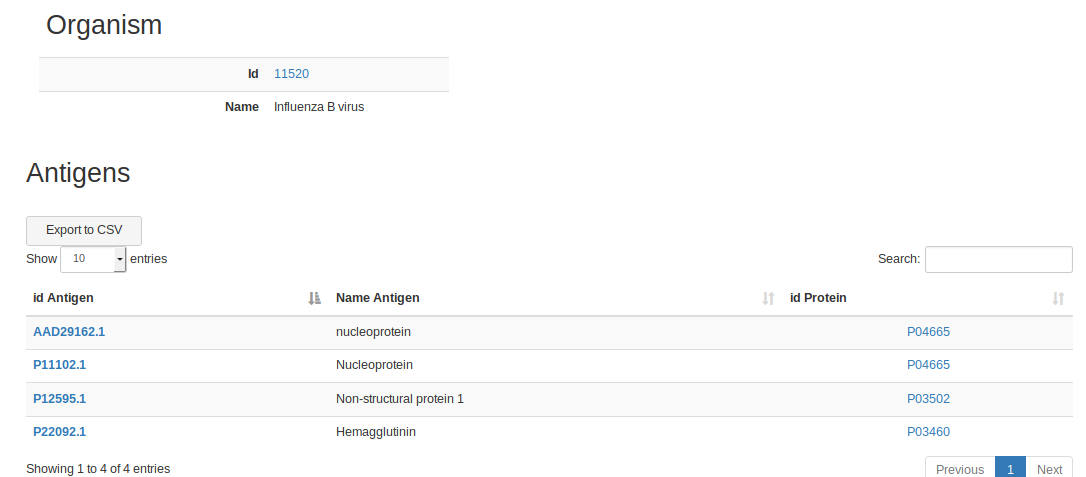 Organism
Id 11520
Name Influenza B virus
Antigens
Export to CSV
Show 10 entries Search:
id Antigen Name Antigen id Protein
AAD29162.1 nucleoprotein P04665
P11102.1 Nucleoprotein P04665
P12595.1 Non-structural protein 1 P03502
P22092.1 Hemagglutinin P03460
Showing 1 to 4 of 4 entries Previous 1 Next